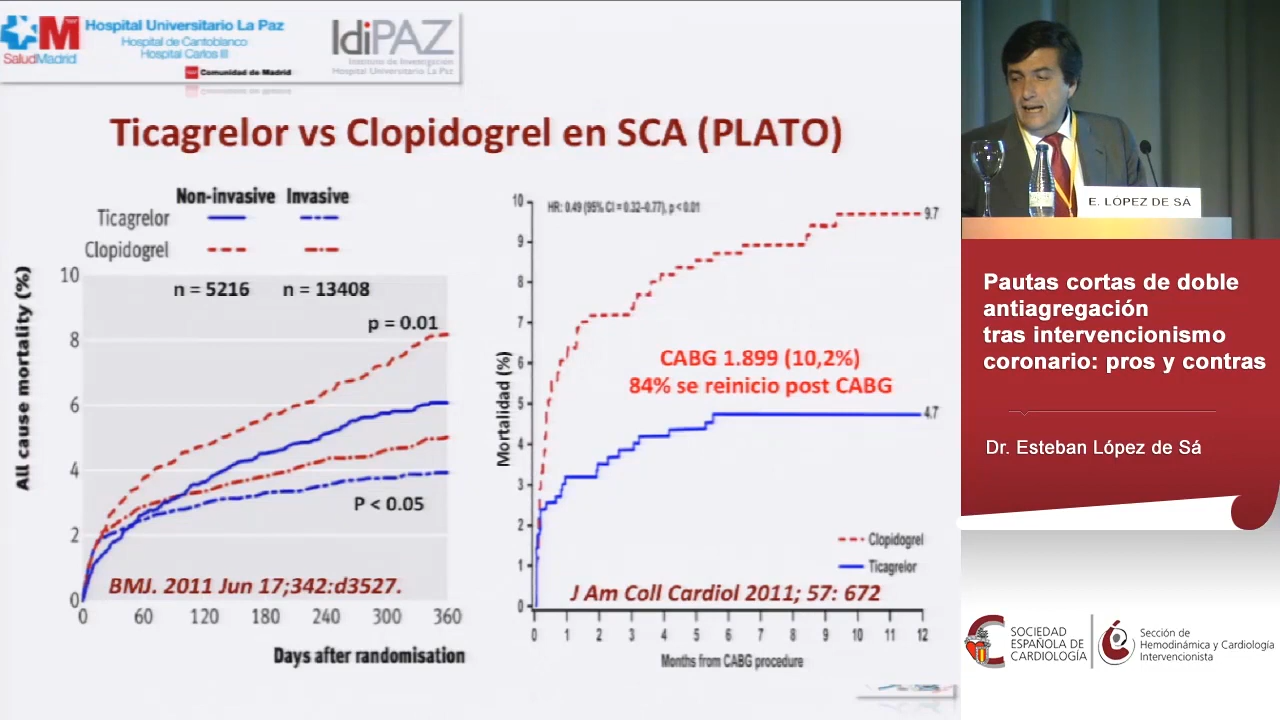 SaludMadrid
Hospital Universitario La Paz
Hospital de Cantoblanco
Hospital Carlos III
Comunidad de Madrid
IdiPAZ
Instituto de Investigación
Hospital Universitario La Paz
Ticagrelor vs Clopidogrel en SCA (PLATO)
Non-invasive Invasive
Ticagrelor
Clopidogrel
n = 5216 n = 13408
p = 0.01
P < 0.05
All cause mortality (%)
10
8
6
4
2
0
BMJ. 2011 Jun 17;342:d3527.
0 60 120 180 240 300 360
Days after randomisation
HR: 0.49 (95% CI = 0.32–0.77), p < 0.01
9.7
CABG 1.899 (10,2%)
84% se reinicio post CABG
4.7
Mortalidad (%)
10
9
8
7
6
5
4
3
2
1
0
Clopidogrel
Ticagrelor
J Am Coll Cardiol 2011; 57: 672
0 1 2 3 4 5 6 7 8 9 10 11 12
Months from CABG procedure
E. LÓPEZ DE SÁ
Pautas cortas de doble
antiagregación
tras intervencionismo
coronario: pros y contras
Dr. Esteban López de Sá
SOCIEDAD
ESPAÑOLA DE
CARDIOLOGÍA
Sección de
Hemodinámica y Cardiología
Intervencionista